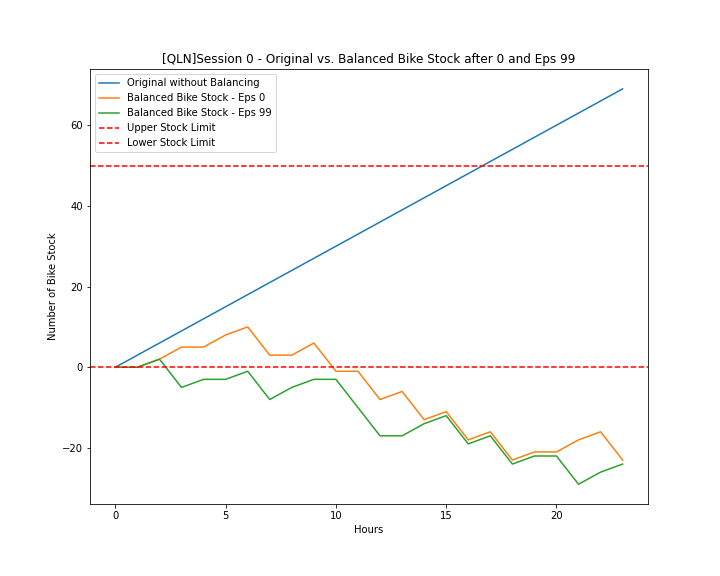 [QLN]Session 0 - Original vs. Balanced Bike Stock after 0 and Eps 99
Original without Balancing
Balanced Bike Stock - Eps 0
Balanced Bike Stock - Eps 99
Upper Stock Limit
Lower Stock Limit
Number of Bike Stock
60
40
20
0
−20
0
5
10
15
20
Hours